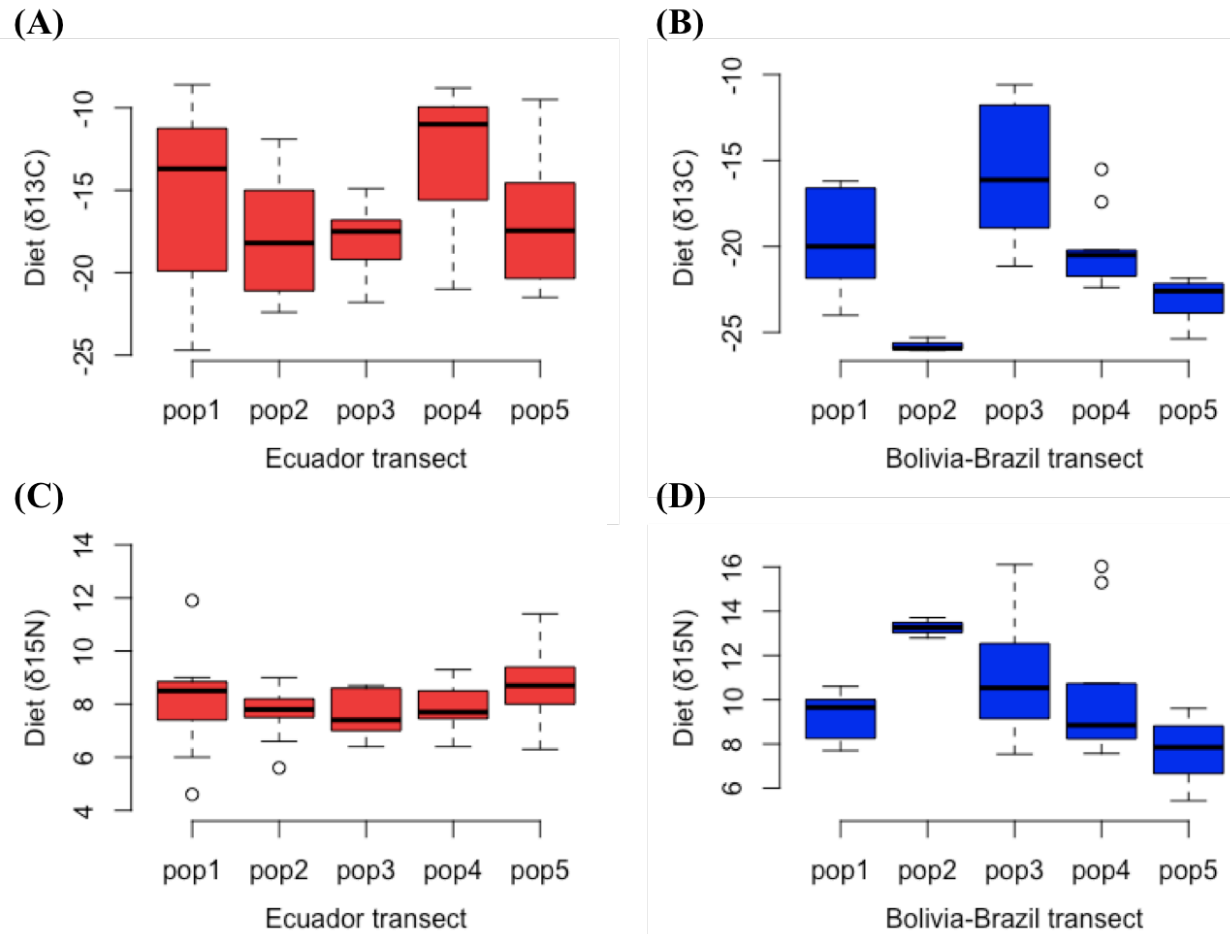 (A)
Diet (δ13C)
-10
-15
-20
-25
pop1 pop2 pop3 pop4 pop5
Ecuador transect
(B)
Diet (δ13C)
-10
-15
-20
-25
pop1 pop2 pop3 pop4 pop5
Bolivia-Brazil transect
(C)
Diet (δ15N)
14
12
10
8
6
4
pop1 pop2 pop3 pop4 pop5
Ecuador transect
(D)
Diet (δ15N)
16
14
12
10
8
6
pop1 pop2 pop3 pop4 pop5
Bolivia-Brazil transect